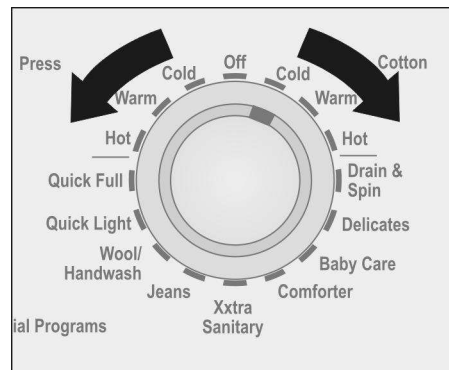 Press
Cold
Off
Cold
Cotton
Warm
Warm
Hot
Hot
Quick Full
Drain &
Spin
Quick Light
Delicates
Wool/
Handwash
Baby Care
Jeans
Comforter
Xxtra
Sanitary
ial Programs